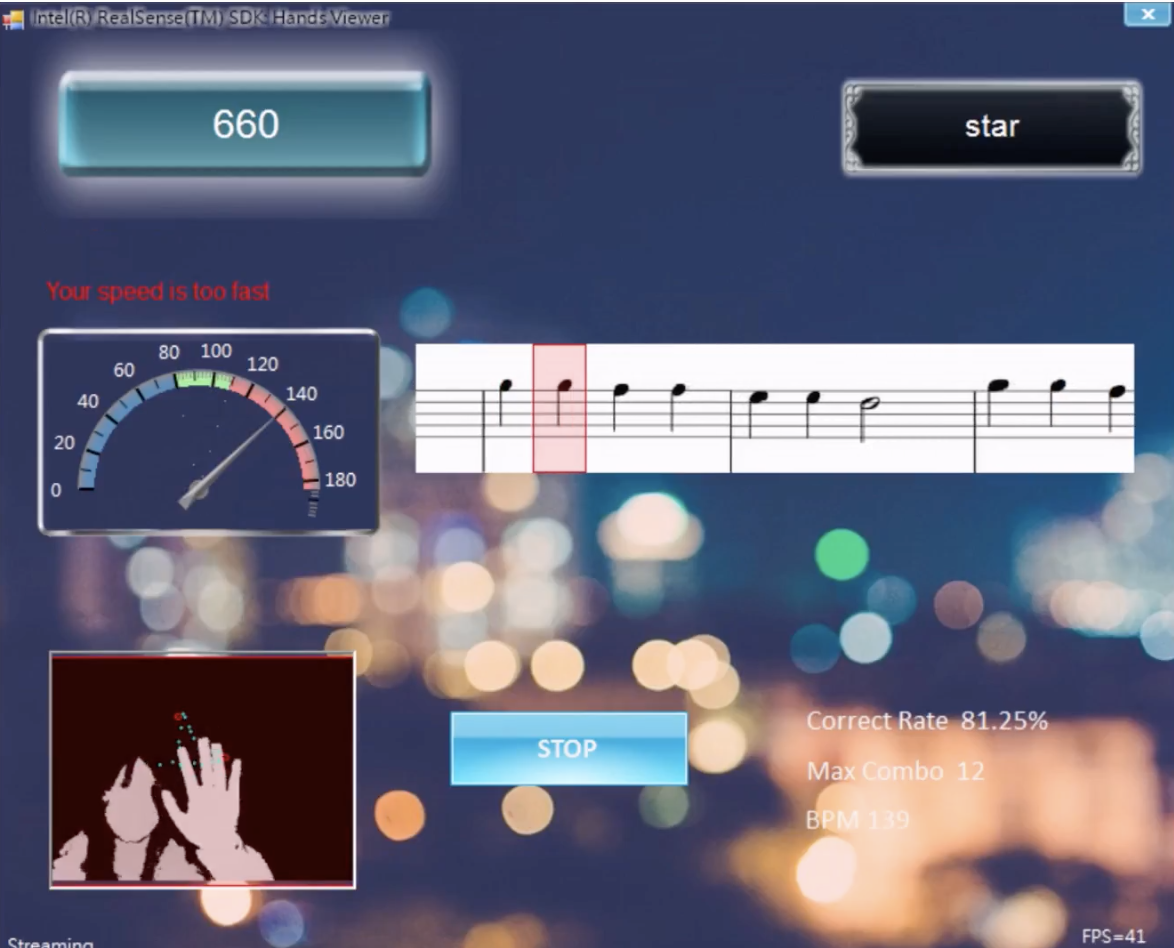 Intel(R) RealSense(TM) SDK: Hands Viewer
660
star
Your speed is too fast
0
20
40
60
80
100
120
140
160
180
STOP
Correct Rate 81.25%
Max Combo 12
BPM 139
Streaming
FPS=41